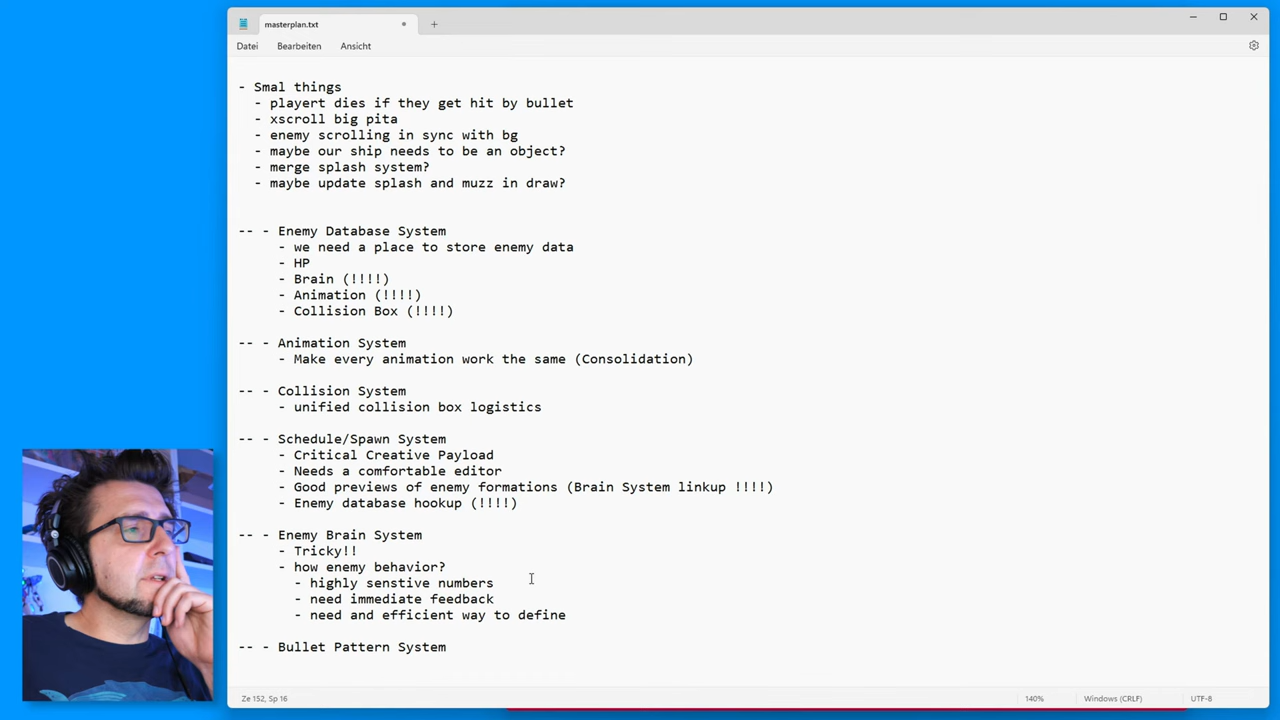 masterplan.txt
Datei Bearbeiten Ansicht
- Smal things
- playert dies if they get hit by bullet
- xscroll big pita
- enemy scrolling in sync with bg
- maybe our ship needs to be an object?
- merge splash system?
- maybe update splash and muzz in draw?
-- - Enemy Database System
- we need a place to store enemy data
- HP
- Brain (!!!!)
- Animation (!!!!)
- Collision Box (!!!!)
-- - Animation System
- Make every animation work the same (Consolidation)
-- - Collision System
- unified collision box logistics
-- - Schedule/Spawn System
- Critical Creative Payload
- Needs a comfortable editor
- Good previews of enemy formations (Brain System linkup !!!!)
- Enemy database hookup (!!!!)
-- - Enemy Brain System
- Tricky!!
- how enemy behavior?
- highly senstive numbers
- need immediate feedback
- need and efficient way to define
-- - Bullet Pattern System
Ze 152, Sp 16 140% Windows (CRLF) UTF-8